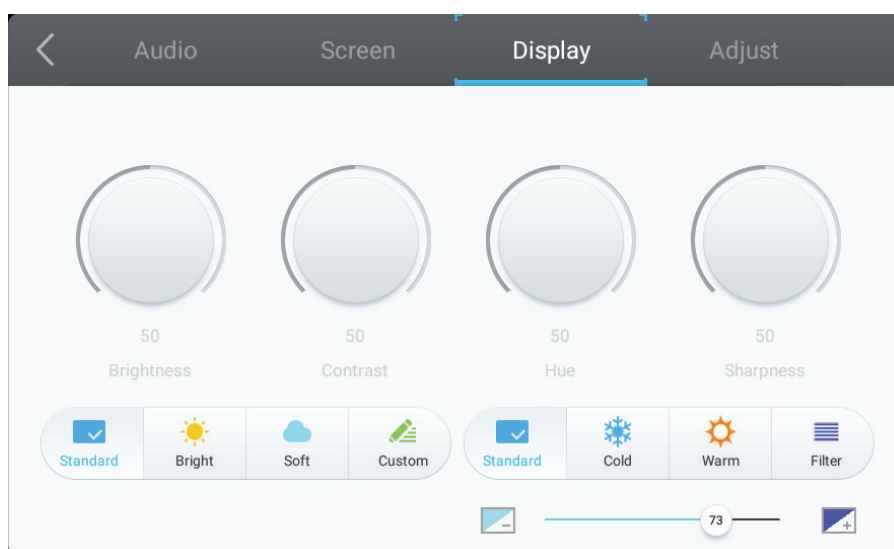 Audio Screen Display Adjust
50 50 50 50
Brightness Contrast Hue Sharpness
Standard Bright Soft Custom Standard Cold Warm Filter
73